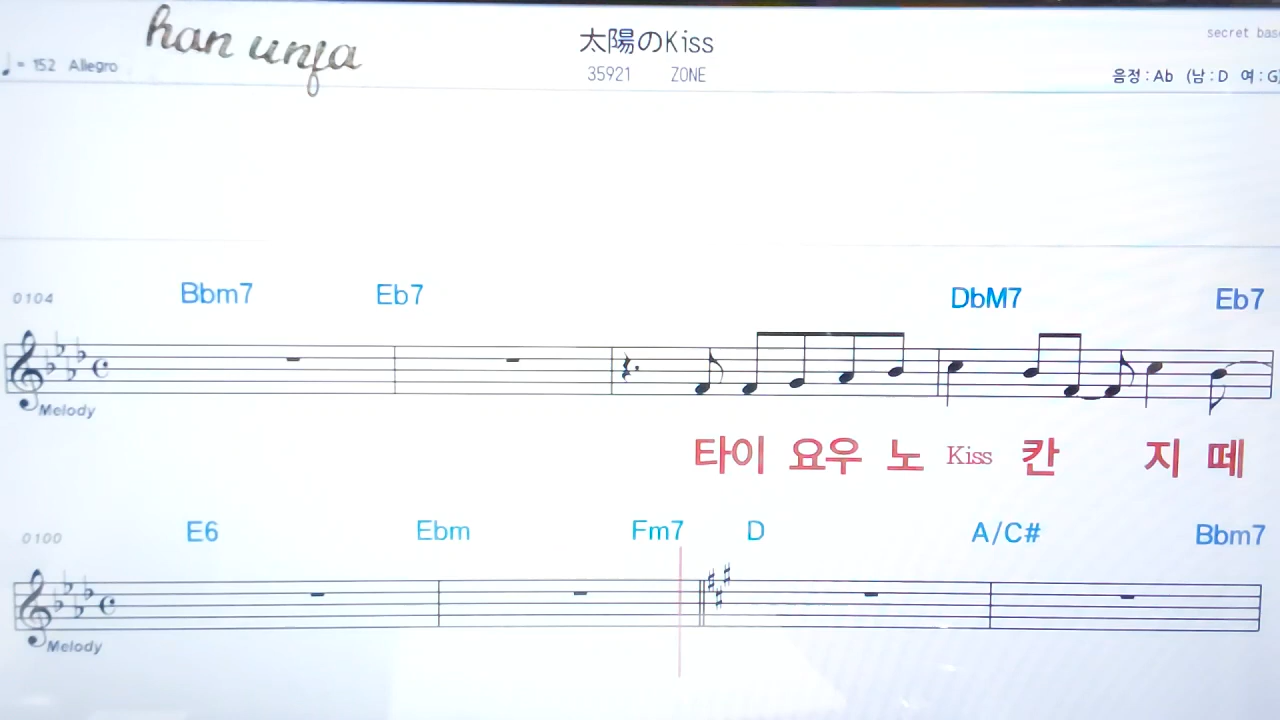 han unja
太陽のKiss
secret bas
♩= 152 Allegro
35921 ZONE
음정 : Ab (남 : D 여 : G)
0104 Bbm7 Eb7 DbM7 Eb7
Melody
타이 요우 노 Kiss 칸 지 떼
0100 E6 Ebm Fm7 D A/C# Bbm7
Melody